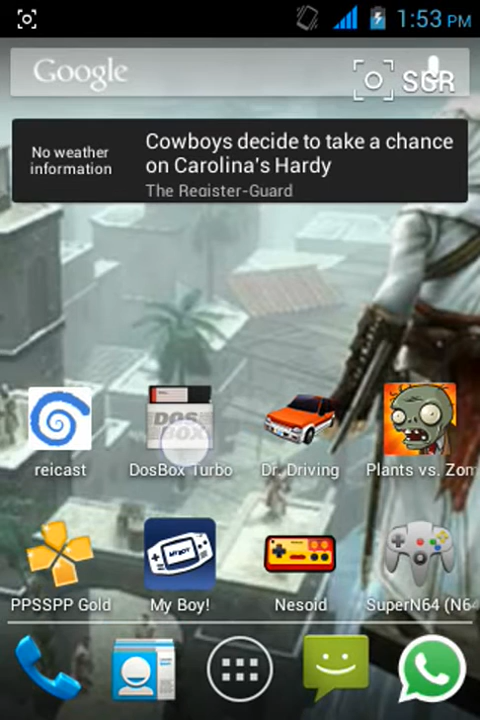 1:53 PM
Google
SCR
No weather
information
Cowboys decide to take a chance
on Carolina's Hardy
The Register-Guard
DOS
BOX
reicast
DosBox Turbo
Dr. Driving
Plants vs. Zom
MY BOY!
PPSSPP Gold
My Boy!
Nesoid
SuperN64 (N6